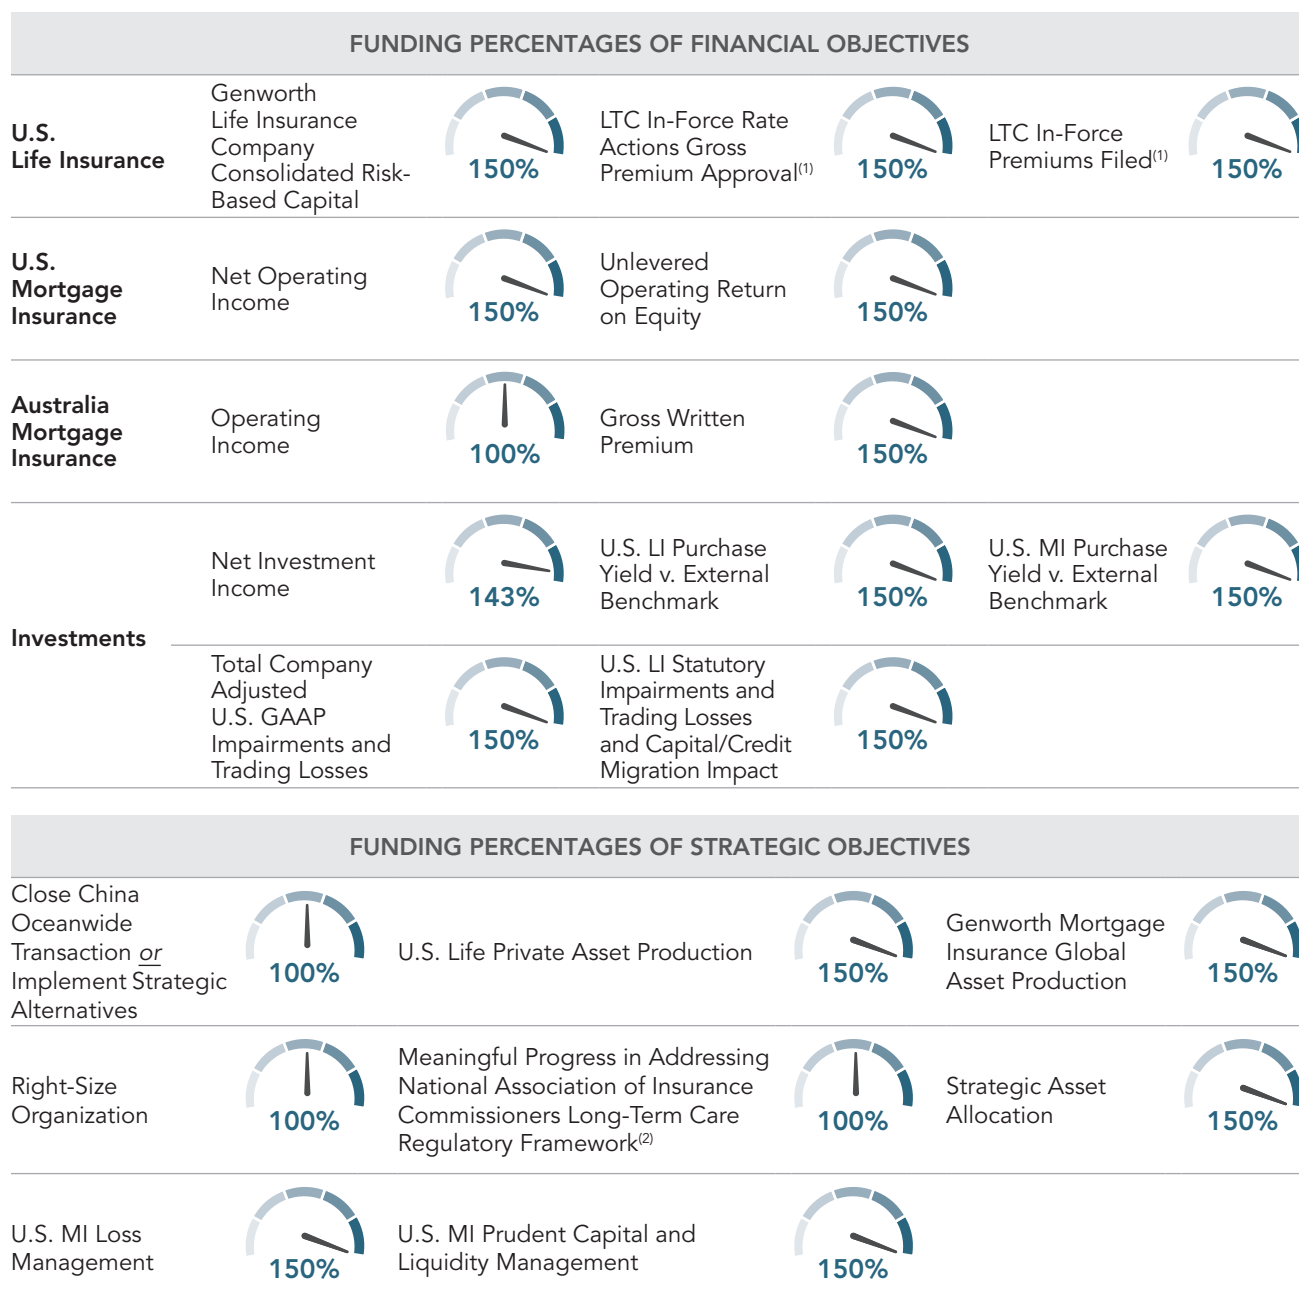 FUNDING PERCENTAGES OF FINANCIAL OBJECTIVES
U.S.
Life Insurance
Genworth
Life Insurance
Company
Consolidated Risk-
Based Capital
150%
LTC In-Force Rate
Actions Gross
Premium Approval(1)
150%
LTC In-Force
Premiums Filed(1)
150%
U.S.
Mortgage
Insurance
Net Operating
Income
150%
Unlevered
Operating Return
on Equity
150%
Australia
Mortgage
Insurance
Operating
Income
100%
Gross Written
Premium
150%
Investments
Net Investment
Income
143%
U.S. LI Purchase
Yield v. External
Benchmark
150%
U.S. MI Purchase
Yield v. External
Benchmark
150%
Total Company
Adjusted
U.S. GAAP
Impairments and
Trading Losses
150%
U.S. LI Statutory
Impairments and
Trading Losses
and Capital/Credit
Migration Impact
150%
FUNDING PERCENTAGES OF STRATEGIC OBJECTIVES
Close China
Oceanwide
Transaction or
Implement Strategic
Alternatives
100%
U.S. Life Private Asset Production
150%
Genworth Mortgage
Insurance Global
Asset Production
150%
Right-Size
Organization
100%
Meaningful Progress in Addressing
National Association of Insurance
Commissioners Long-Term Care
Regulatory Framework(2)
100%
Strategic Asset
Allocation
150%
U.S. MI Loss
Management
150%
U.S. MI Prudent Capital and
Liquidity Management
150%